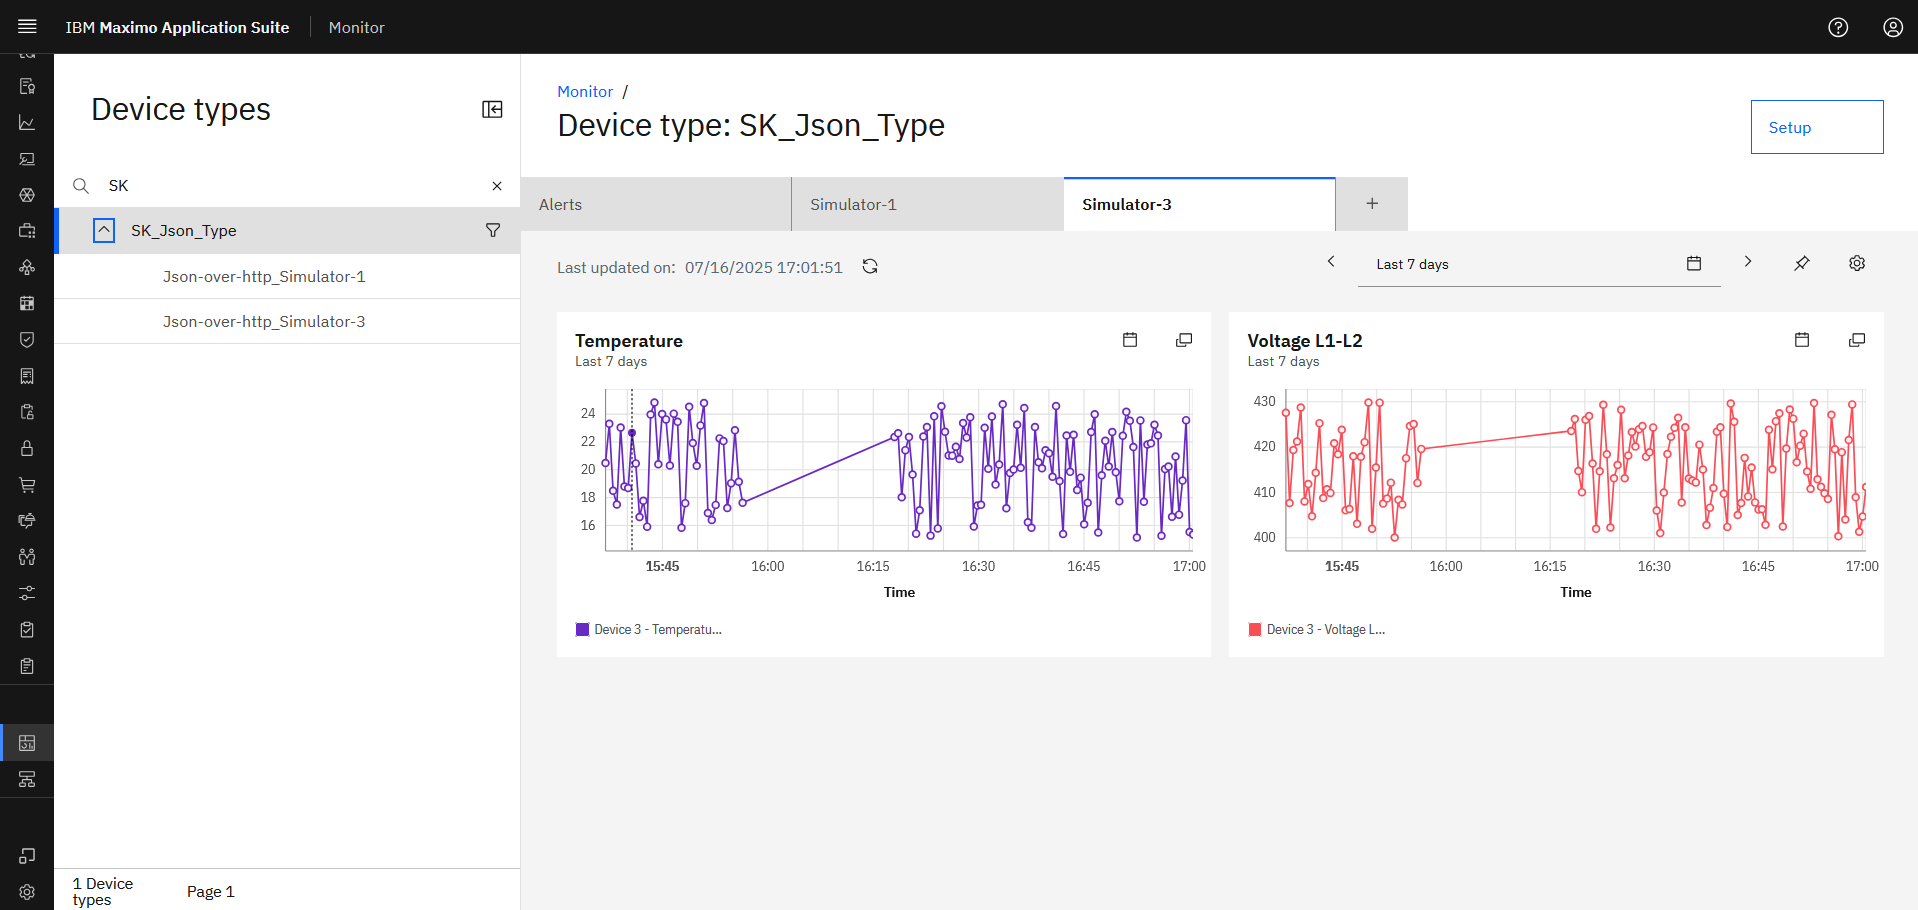 IBM Maximo Application Suite Monitor
Device types
SK
SK_Json_Type
Json-over-http_Simulator-1
Json-over-http_Simulator-3
1 Device types
Page 1
Monitor /
Device type: SK_Json_Type
Setup
Alerts
Simulator-1
Simulator-3
+
Last updated on: 07/16/2025 17:01:51
Last 7 days
Temperature
Last 7 days
24
22
20
18
16
15:45 16:00 16:15 16:30 16:45 17:00
Time
Device 3 - Temperatu...
Voltage L1-L2
Last 7 days
430
420
410
400
15:45 16:00 16:15 16:30 16:45 17:00
Time
Device 3 - Voltage L...